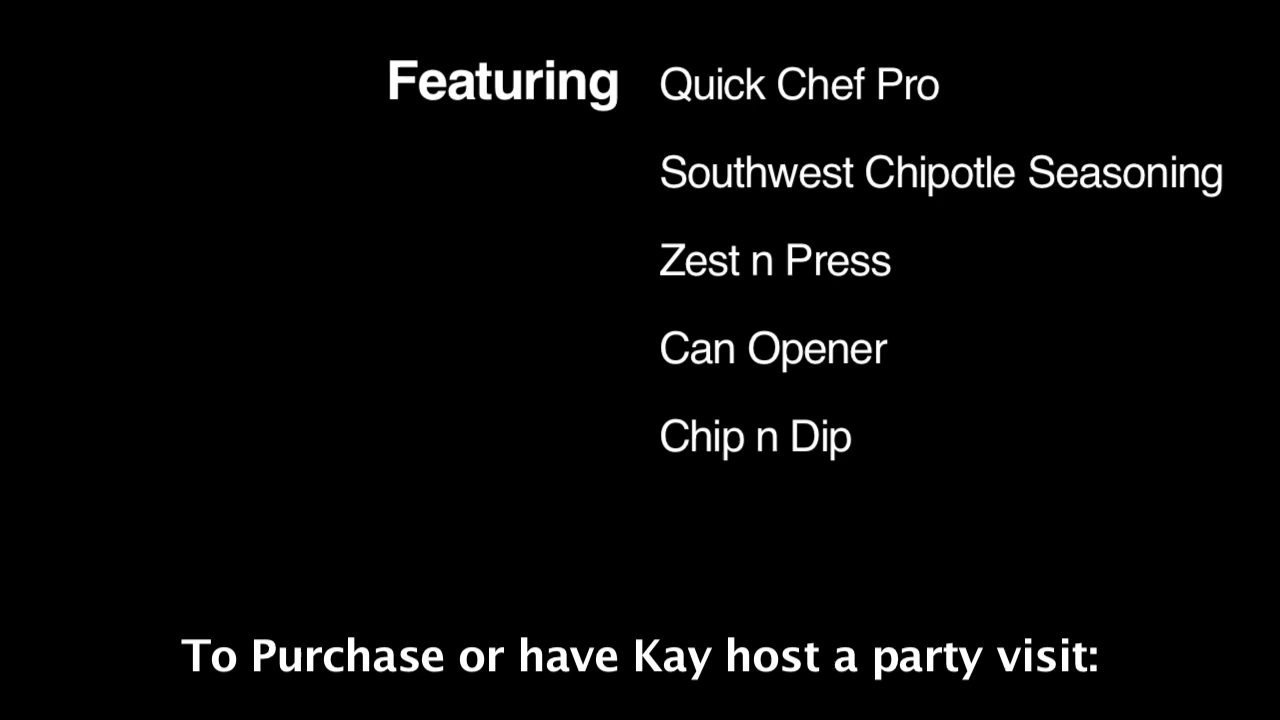 Featuring Quick Chef Pro
Southwest Chipotle Seasoning
Zest n Press
Can Opener
Chip n Dip
To Purchase or have Kay host a party visit: